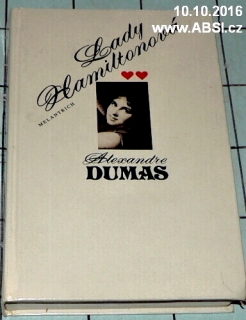 10.10.2016
www.ABSI.cz
Lady
Hamiltonová
MELANTRICH
Alexandre
DUMAS